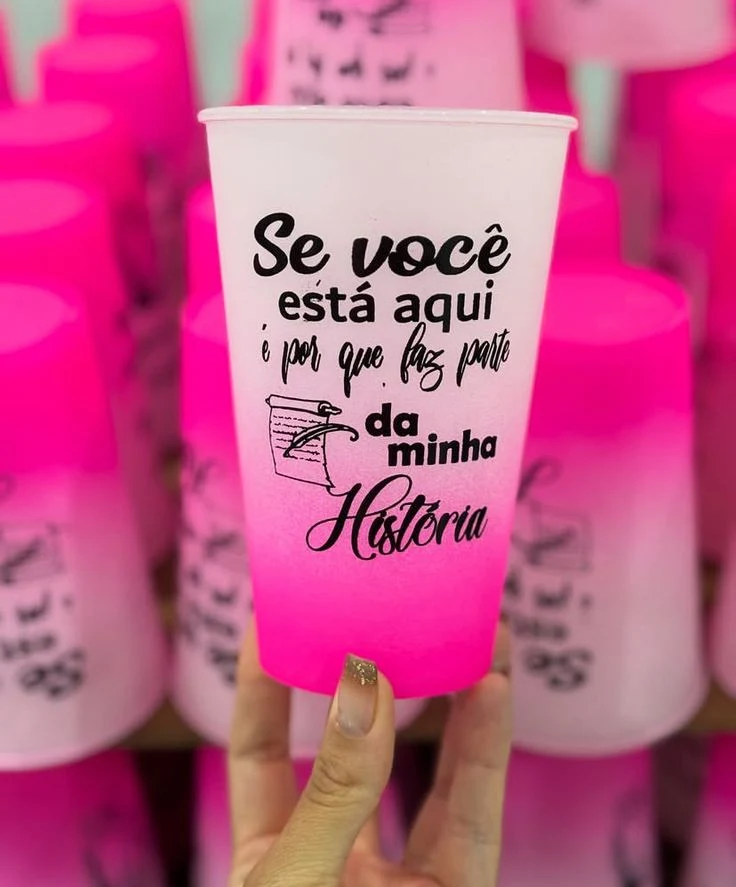 Se você
está aqui
é por que faz parte
da
minha
História